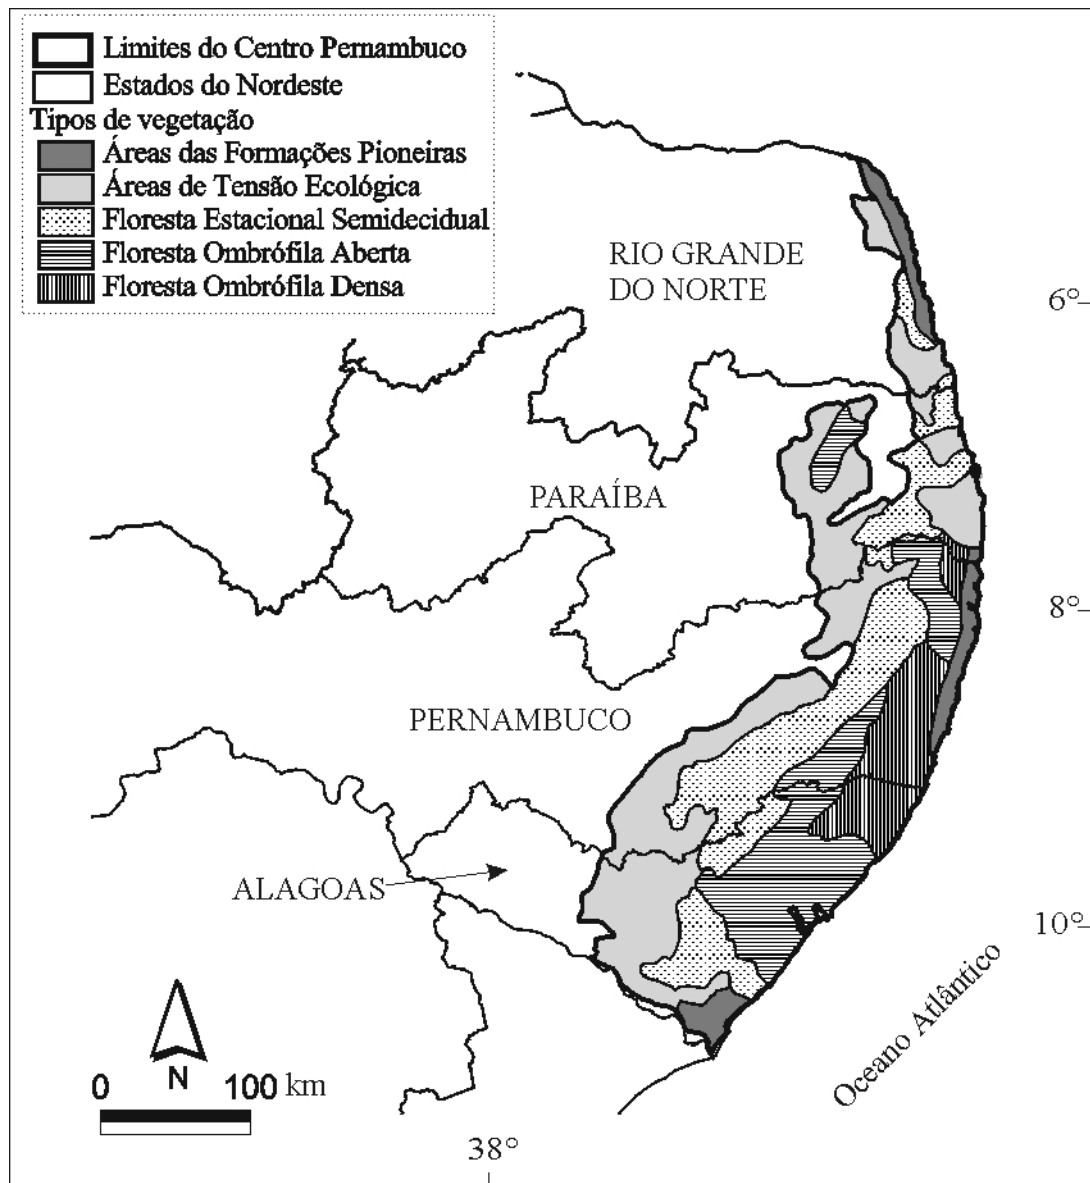 Limites do Centro Pernambuco
Estados do Nordeste
Tipos de vegetação
Áreas das Formações Pioneiras
Áreas de Tensão Ecológica
Floresta Estacional Semidecidual
Floresta Ombrófila Aberta
Floresta Ombrófila Densa
RIO GRANDE
DO NORTE
6°
PARAÍBA
8°
PERNAMBUCO
ALAGOAS
10°
Oceano Atlântico
N
0 100 km
38°